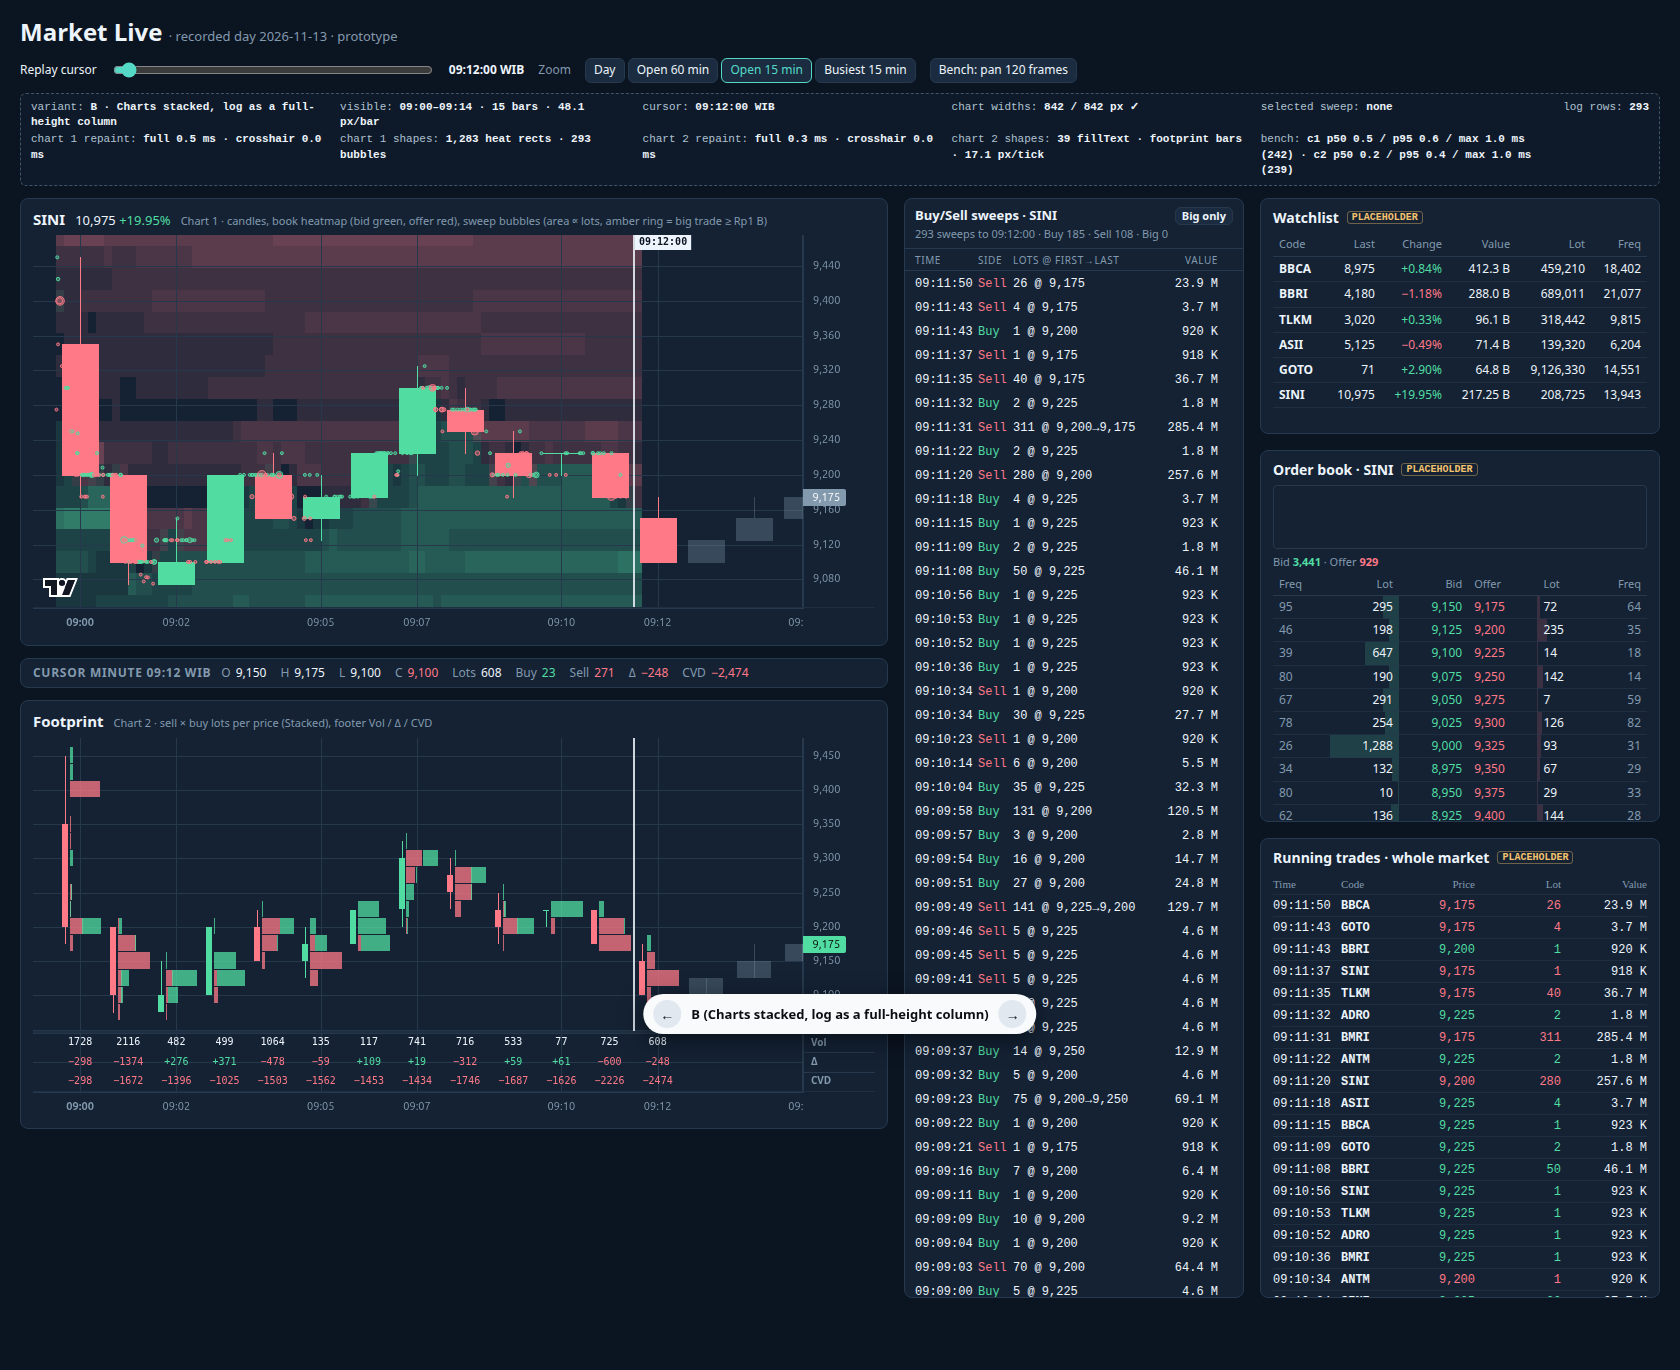 Market Live · recorded day 2026-11-13 · prototype
Replay cursor 09:12:00 WIB Zoom Day Open 60 min Open 15 min Busiest 15 min Bench: pan 120 frames
variant: B · Charts stacked, log as a full-height column
visible: 09:00–09:14 · 15 bars · 48.1 px/bar
cursor: 09:12:00 WIB
chart widths: 842 / 842 px ✓
selected sweep: none
log rows: 293
chart 1 repaint: full 0.5 ms · crosshair 0.0 ms
chart 1 shapes: 1,283 heat rects · 293 bubbles
chart 2 repaint: full 0.3 ms · crosshair 0.0 ms
chart 2 shapes: 39 fillText · footprint bars · 17.1 px/tick
bench: c1 p50 0.5 / p95 0.6 / max 1.0 ms (242) · c2 p50 0.2 / p95 0.4 / max 1.0 ms (239)
SINI 10,975 +19.95% Chart 1 · candles, book heatmap (bid green, offer red), sweep bubbles (area ∝ lots, amber ring = big trade ≥ Rp1 B)
09:12:00
9,440
9,400
9,360
9,320
9,280
9,240
9,200
9,175
9,160
9,120
9,080
09:00 09:02 09:05 09:07 09:10 09:12 09:
CURSOR MINUTE 09:12 WIB O 9,150 H 9,175 L 9,100 C 9,100 Lots 608 Buy 23 Sell 271 Δ −248 CVD −2,474
Footprint Chart 2 · sell × buy lots per price (Stacked), footer Vol / Δ / CVD
9,450
9,400
9,350
9,300
9,250
9,200
9,175
9,150
9,100
1728 2116 482 499 1064 135 117 741 716 533 77 725 608 Vol
−298 −1374 +276 +371 −478 −59 +109 +19 −312 +59 +61 −600 −248 Δ
−298 −1672 −1396 −1025 −1503 −1562 −1453 −1434 −1746 −1687 −1626 −2226 −2474 CVD
09:00 09:02 09:05 09:07 09:10 09:12 09:
← B (Charts stacked, log as a full-height column) →
Buy/Sell sweeps · SINI Big only
293 sweeps to 09:12:00 · Buy 185 · Sell 108 · Big 0
TIME SIDE LOTS @ FIRST→LAST VALUE
09:11:50 Sell 26 @ 9,175 23.9 M
09:11:43 Sell 4 @ 9,175 3.7 M
09:11:43 Buy 1 @ 9,200 920 K
09:11:37 Sell 1 @ 9,175 918 K
09:11:35 Sell 40 @ 9,175 36.7 M
09:11:32 Buy 2 @ 9,225 1.8 M
09:11:31 Sell 311 @ 9,200→9,175 285.4 M
09:11:22 Buy 2 @ 9,225 1.8 M
09:11:20 Sell 280 @ 9,200 257.6 M
09:11:18 Buy 4 @ 9,225 3.7 M
09:11:15 Buy 1 @ 9,225 923 K
09:11:09 Buy 2 @ 9,225 1.8 M
09:11:08 Buy 50 @ 9,225 46.1 M
09:10:56 Buy 1 @ 9,225 923 K
09:10:53 Buy 1 @ 9,225 923 K
09:10:52 Buy 1 @ 9,225 923 K
09:10:36 Buy 1 @ 9,225 923 K
09:10:34 Sell 1 @ 9,200 920 K
09:10:34 Buy 30 @ 9,225 27.7 M
09:10:23 Sell 1 @ 9,200 920 K
09:10:14 Sell 6 @ 9,200 5.5 M
09:10:04 Buy 35 @ 9,225 32.3 M
09:09:58 Buy 131 @ 9,200 120.5 M
09:09:57 Buy 3 @ 9,200 2.8 M
09:09:54 Buy 16 @ 9,200 14.7 M
09:09:51 Buy 27 @ 9,200 24.8 M
09:09:49 Sell 141 @ 9,225→9,200 129.7 M
09:09:46 Sell 5 @ 9,225 4.6 M
09:09:45 Sell 5 @ 9,225 4.6 M
09:09:41 Sell 5 @ 9,225 4.6 M
9,225 4.6 M
9,225 4.6 M
09:09:37 Buy 14 @ 9,250 12.9 M
09:09:32 Buy 5 @ 9,200 4.6 M
09:09:23 Buy 75 @ 9,200→9,250 69.1 M
09:09:22 Buy 1 @ 9,200 920 K
09:09:21 Sell 1 @ 9,175 918 K
09:09:16 Buy 7 @ 9,200 6.4 M
09:09:11 Buy 1 @ 9,200 920 K
09:09:09 Buy 10 @ 9,200 9.2 M
09:09:04 Buy 1 @ 9,200 920 K
09:09:03 Sell 70 @ 9,200 64.4 M
09:09:00 Buy 5 @ 9,200 4.6 M
Watchlist PLACEHOLDER
Code Last Change Value Lot Freq
BBCA 8,975 +0.84% 412.3 B 459,210 18,402
BBRI 4,180 −1.18% 288.0 B 689,011 21,077
TLKM 3,020 +0.33% 96.1 B 318,442 9,815
ASII 5,125 −0.49% 71.4 B 139,320 6,204
GOTO 71 +2.90% 64.8 B 9,126,330 14,551
SINI 10,975 +19.95% 217.25 B 208,725 13,943
Order book · SINI PLACEHOLDER
Bid 3,441 · Offer 929
Freq Lot Bid Offer Lot Freq
95 295 9,150 9,175 72 64
46 198 9,125 9,200 235 35
39 647 9,100 9,225 14 18
80 190 9,075 9,250 142 14
67 291 9,050 9,275 7 59
78 254 9,025 9,300 126 82
26 1,288 9,000 9,325 93 31
34 132 8,975 9,350 67 29
80 10 8,950 9,375 29 33
62 136 8,925 9,400 144 28
Running trades · whole market PLACEHOLDER
Time Code Price Lot Value
09:11:50 BBCA 9,175 26 23.9 M
09:11:43 GOTO 9,175 4 3.7 M
09:11:43 BBRI 9,200 1 920 K
09:11:37 SINI 9,175 1 918 K
09:11:35 TLKM 9,175 40 36.7 M
09:11:32 ADRO 9,225 2 1.8 M
09:11:31 BMRI 9,175 311 285.4 M
09:11:22 ANTM 9,225 2 1.8 M
09:11:20 SINI 9,200 280 257.6 M
09:11:18 ASII 9,225 4 3.7 M
09:11:15 BBCA 9,225 1 923 K
09:11:09 GOTO 9,225 2 1.8 M
09:11:08 BBRI 9,225 50 46.1 M
09:10:56 SINI 9,225 1 923 K
09:10:53 TLKM 9,225 1 923 K
09:10:52 ADRO 9,225 1 923 K
09:10:36 BMRI 9,225 1 923 K
09:10:34 ANTM 9,200 1 920 K